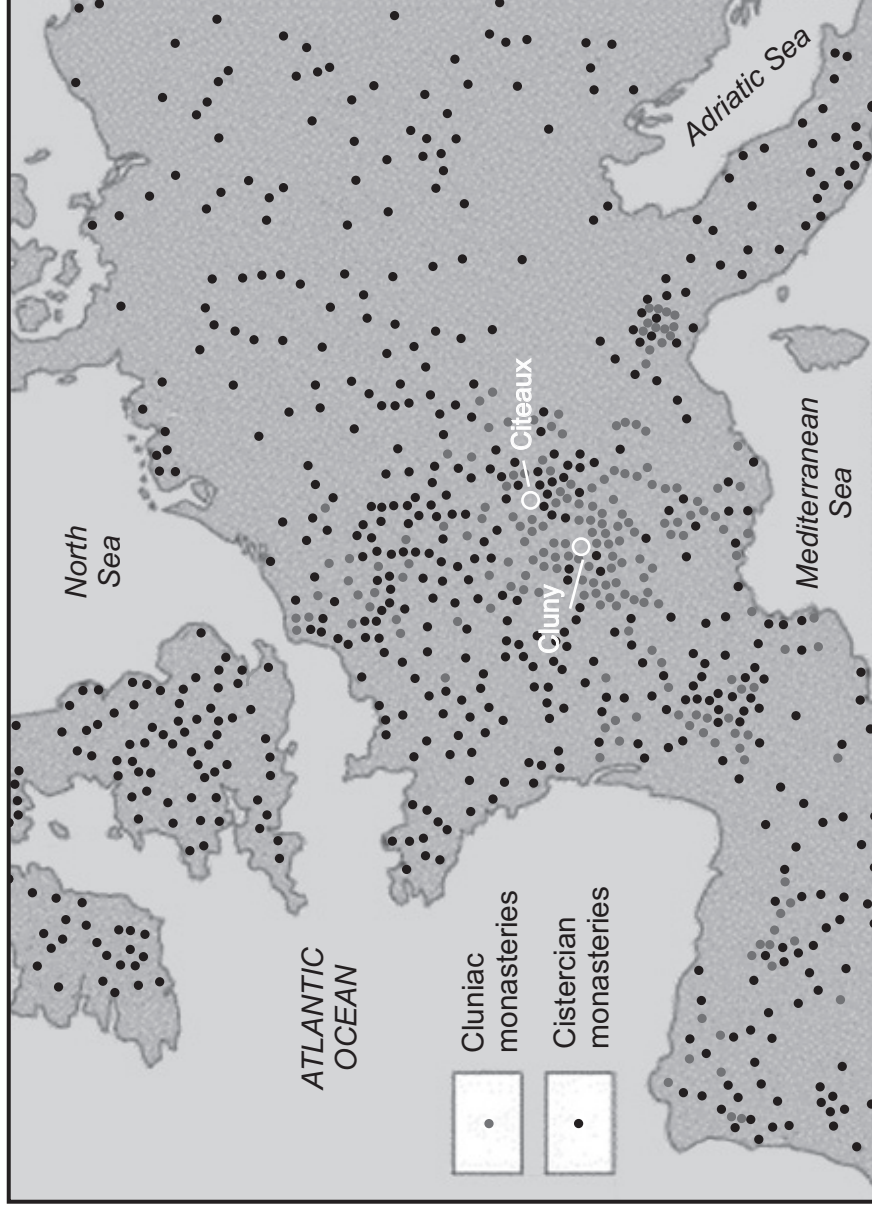 North
Sea
Adriatic Sea
Citeaux
Cluny
Mediterranean
Sea
ATLANTIC
OCEAN
Cluniac
monasteries
Cistercian
monasteries